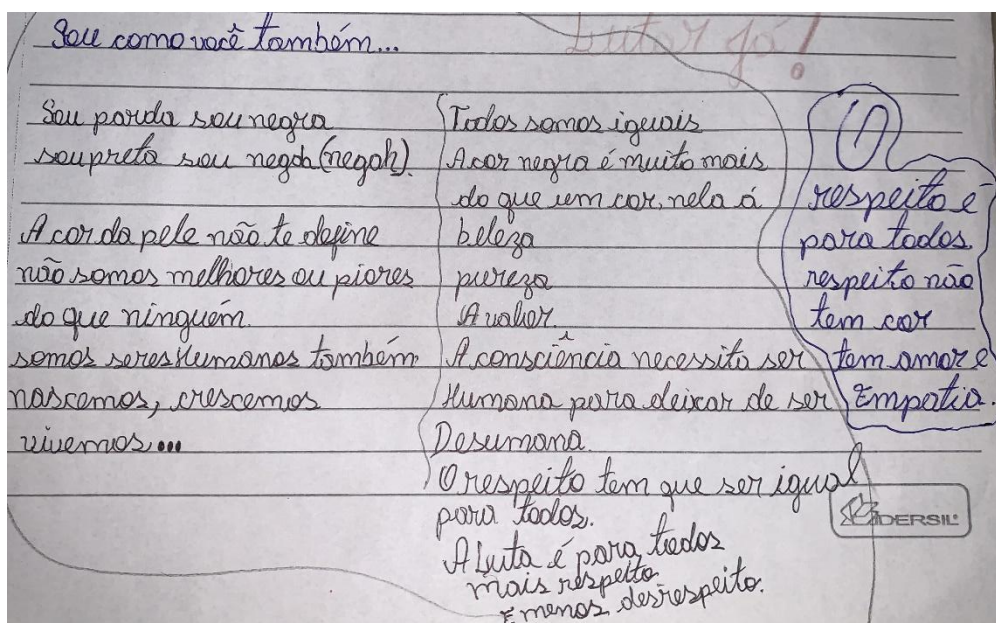 Sou como você também...
Lutar já!
Sou parda sou negra
sou preta sou negah (negah).
A cor da pele não te define
não somos melhores ou piores
do que ninguém.
somos seres Humanos também
nascemos, crescemos
vivemos...
Todos somos iguais
A cor negra é muito mais
do que um cor, nela á
beleza
pureza
A valor.
A consciência necessita ser
Humana para deixar de ser
Desumana.
O respeito tem que ser igual
para todos.
A Luta é para todos
mais respeito
E menos desrespeito.
O
respeito é
para todos
respeito não
tem cor
tem amor e
Empatia.
DERSIL